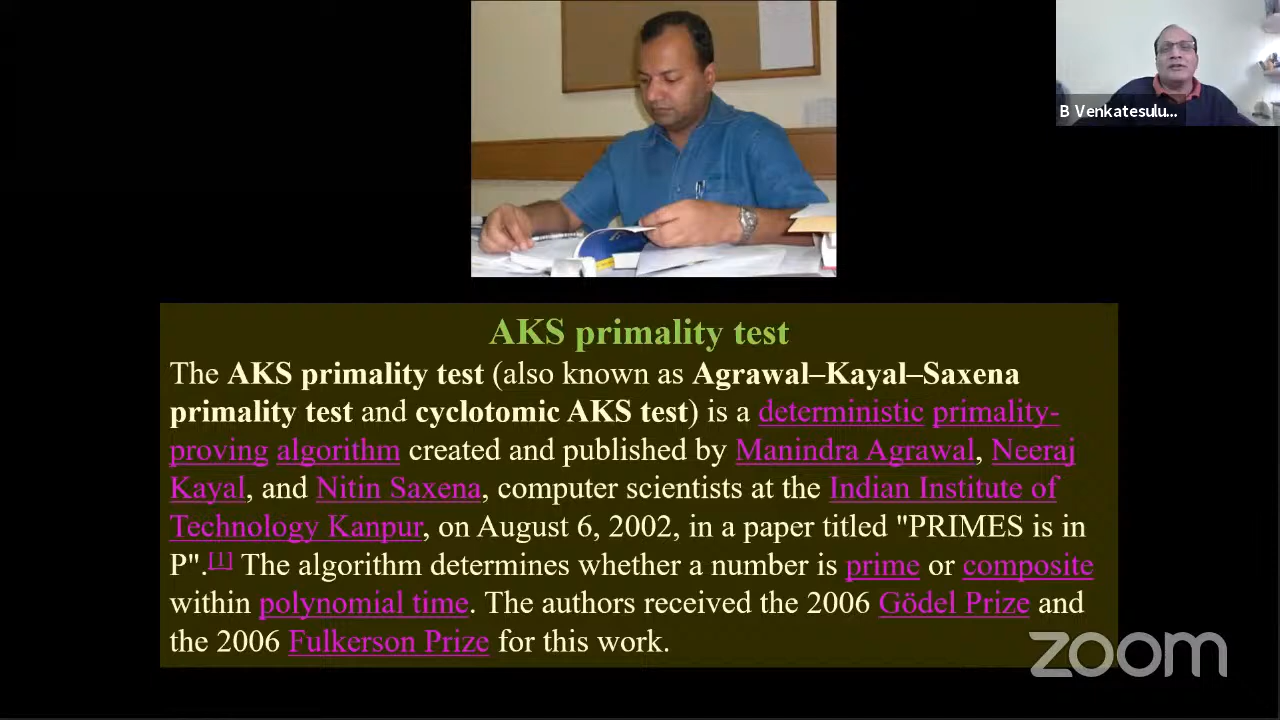 B Venkatesulu...
AKS primality test
The AKS primality test (also known as Agrawal–Kayal–Saxena
primality test and cyclotomic AKS test) is a deterministic primality-
proving algorithm created and published by Manindra Agrawal, Neeraj
Kayal, and Nitin Saxena, computer scientists at the Indian Institute of
Technology Kanpur, on August 6, 2002, in a paper titled "PRIMES is in
P".[1] The algorithm determines whether a number is prime or composite
within polynomial time. The authors received the 2006 Gödel Prize and
the 2006 Fulkerson Prize for this work.
zoom